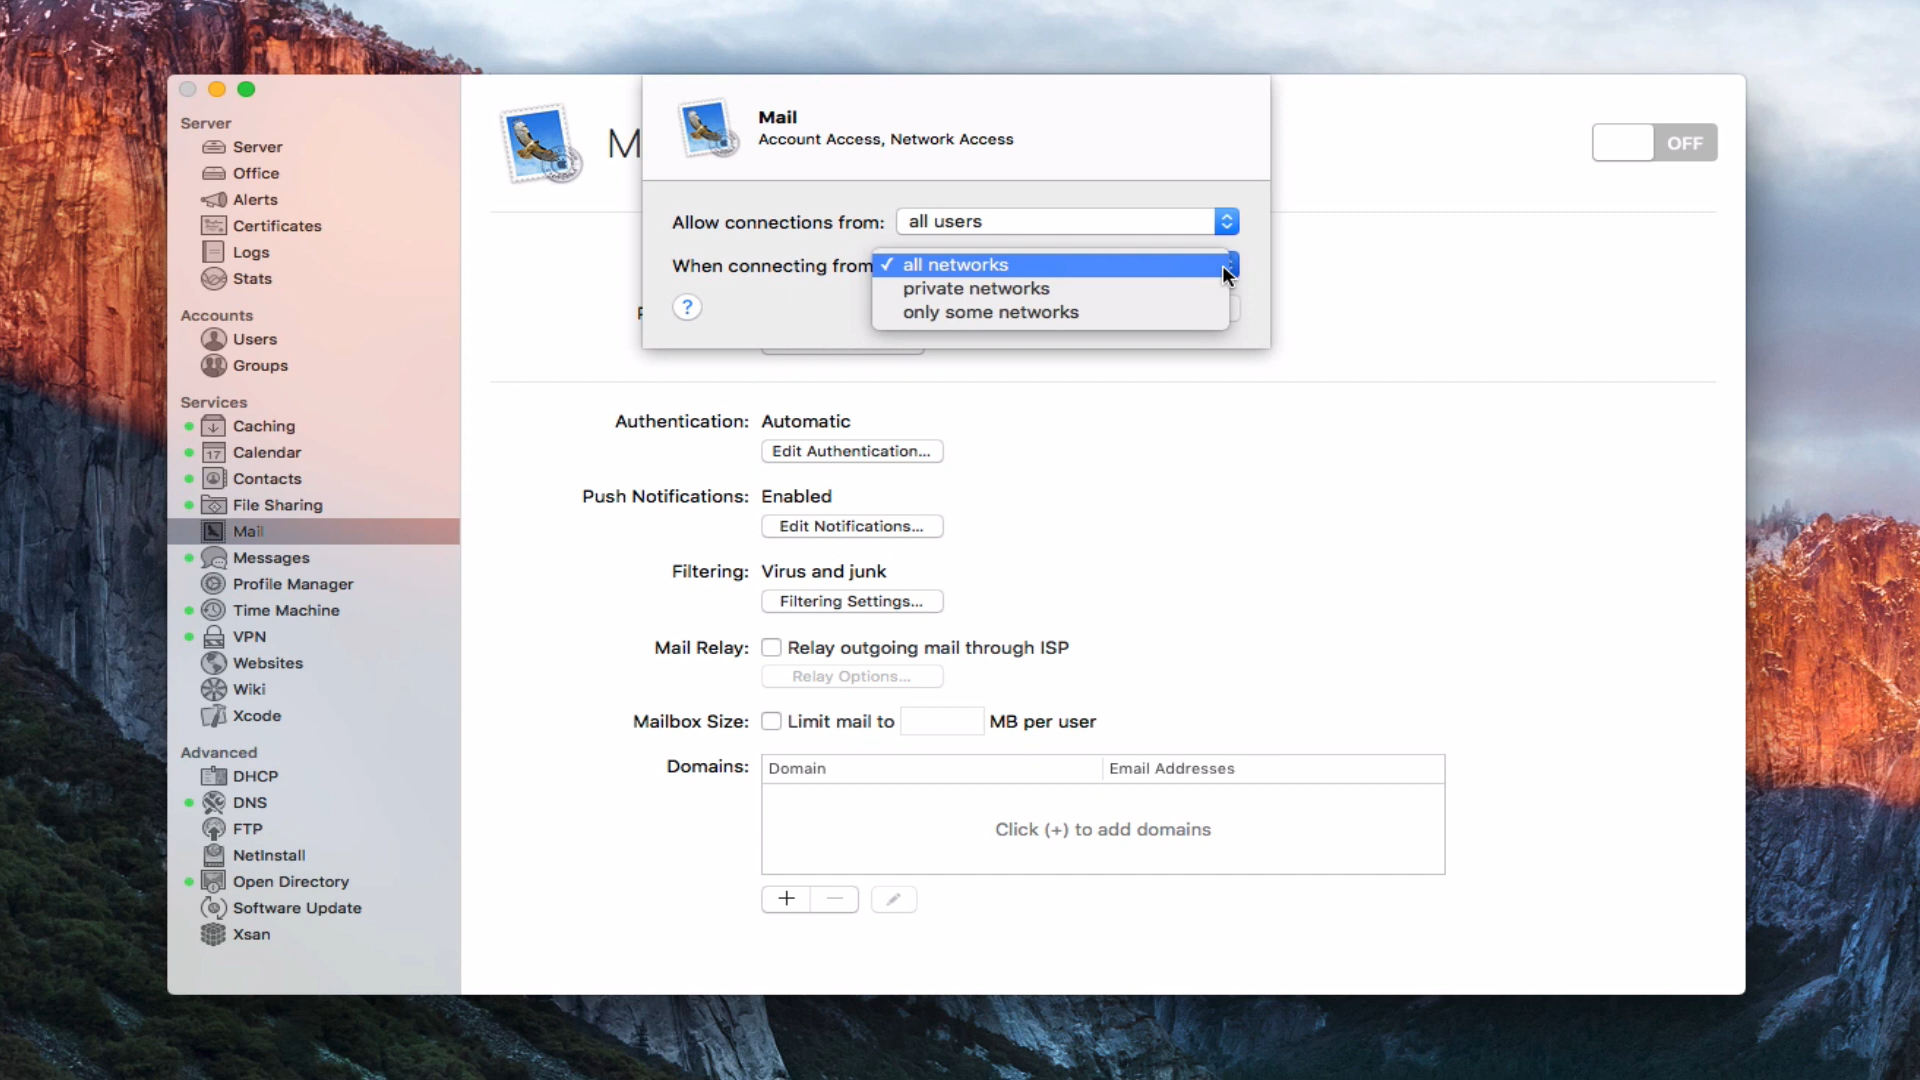 Server
Server
Office
Alerts
Certificates
Logs
Stats
Accounts
Users
Groups
Services
Caching
17 Calendar
Contacts
File Sharing
Mail
Messages
Profile Manager
Time Machine
VPN
Websites
Wiki
Xcode
Advanced
DHCP
DNS
FTP
NetInstall
Open Directory
Software Update
Xsan
M
OFF
Mail
Account Access, Network Access
Allow connections from: all users
When connecting from
✓ all networks
private networks
only some networks
?
Authentication: Automatic
Edit Authentication...
Push Notifications: Enabled
Edit Notifications...
Filtering: Virus and junk
Filtering Settings...
Mail Relay: Relay outgoing mail through ISP
Relay Options...
Mailbox Size: Limit mail to MB per user
Domains: Domain Email Addresses
Click (+) to add domains